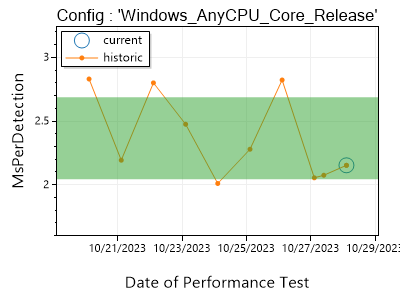 Config : 'Windows_AnyCPU_Core_Release'
current
historic
MsPerDetection
3
2.5
2
10/21/2023 10/23/2023 10/25/2023 10/27/2023 10/29/2023
Date of Performance Test